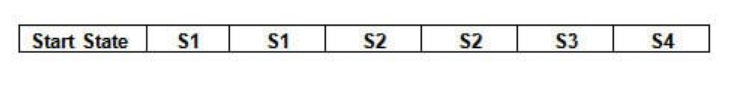 Start State S1 S1 S2 S2 S3 S4